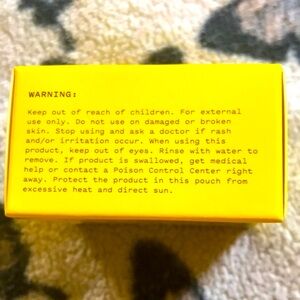 WARNING:
Keep out of reach of children. For external
use only. Do not use on damaged or broken
skin. Stop using and ask a doctor if rash
and/or irritation occur. When using this
product, keep out of eyes. Rinse with water to
remove. If product is swallowed, get medical
help or contact a Poison Control Center right
away. Protect the product in this pouch from
excessive heat and direct sun.